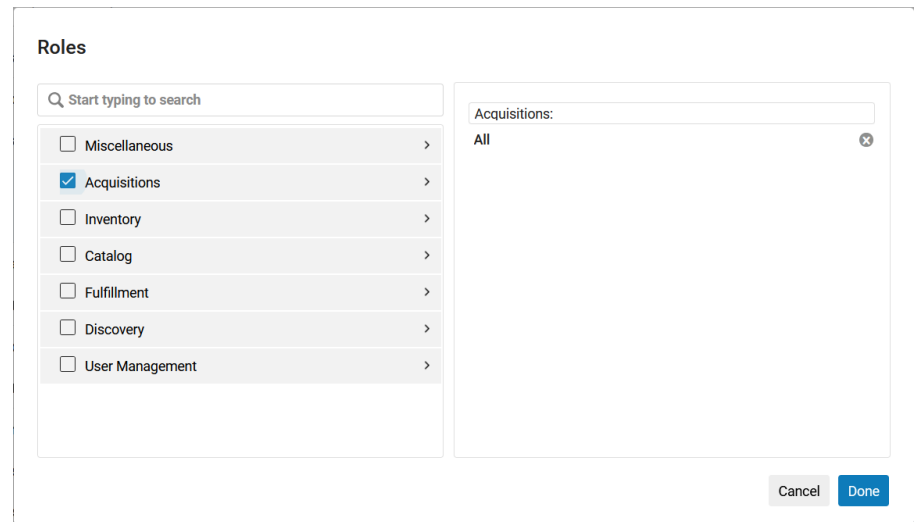 Roles
Start typing to search
Miscellaneous
Acquisitions
Inventory
Catalog
Fulfillment
Discovery
User Management
Acquisitions:
All
Cancel
Done